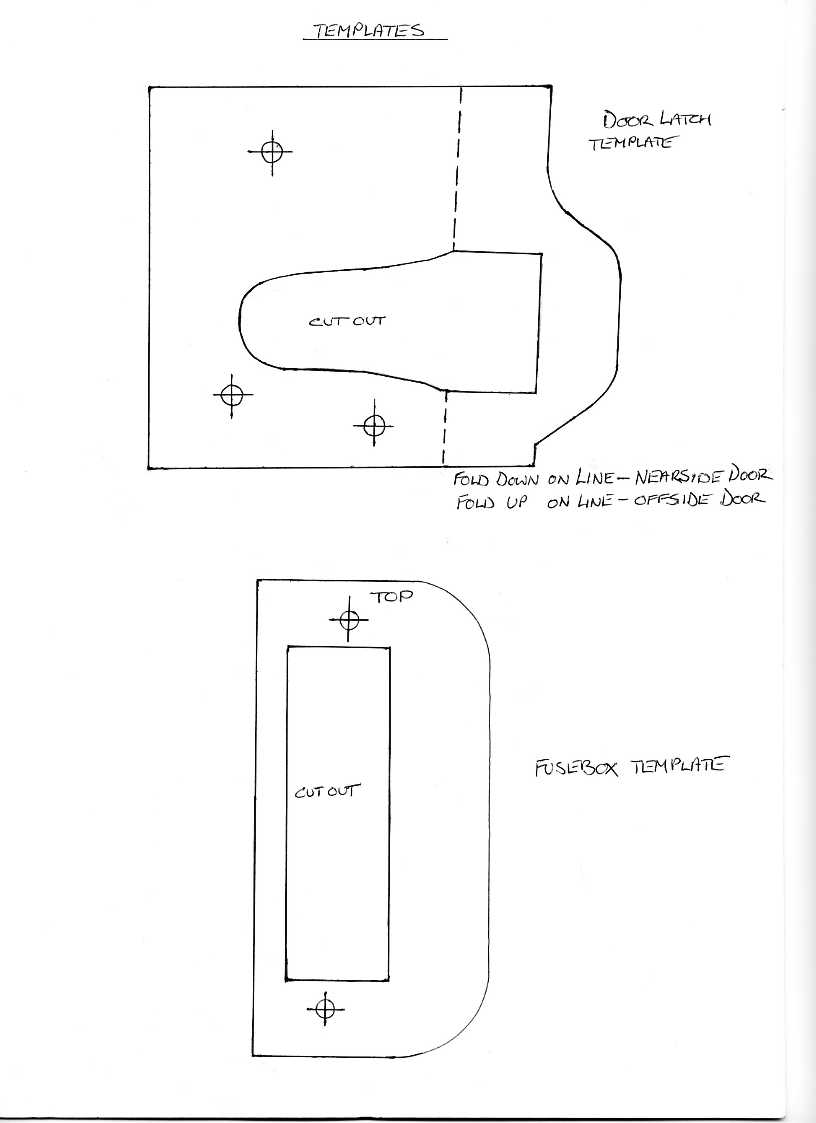 TEMPLATES
DOOR LATCH
TEMPLATE
CUT OUT
FOLD DOWN ON LINE – NEARSIDE DOOR
FOLD UP ON LINE – OFFSIDE DOOR
TOP
FUSEBOX TEMPLATE
CUT OUT